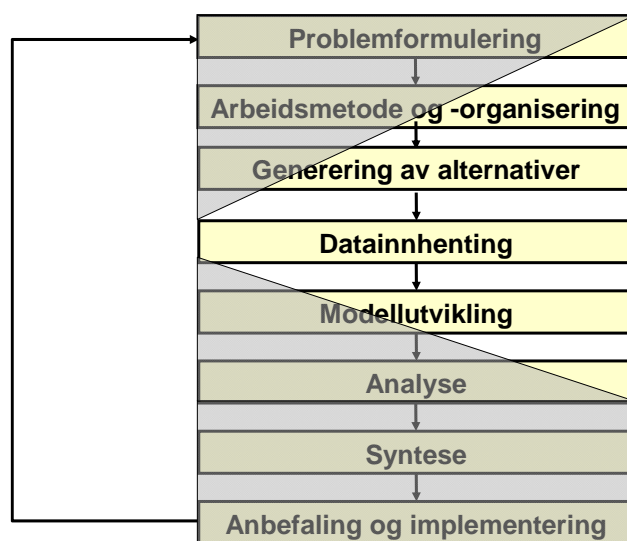 Problemformulering
Arbeidsmetode og -organisering
Generering av alternativer
Datainnhenting
Modellutvikling
Analyse
Syntese
Anbefaling og implementering